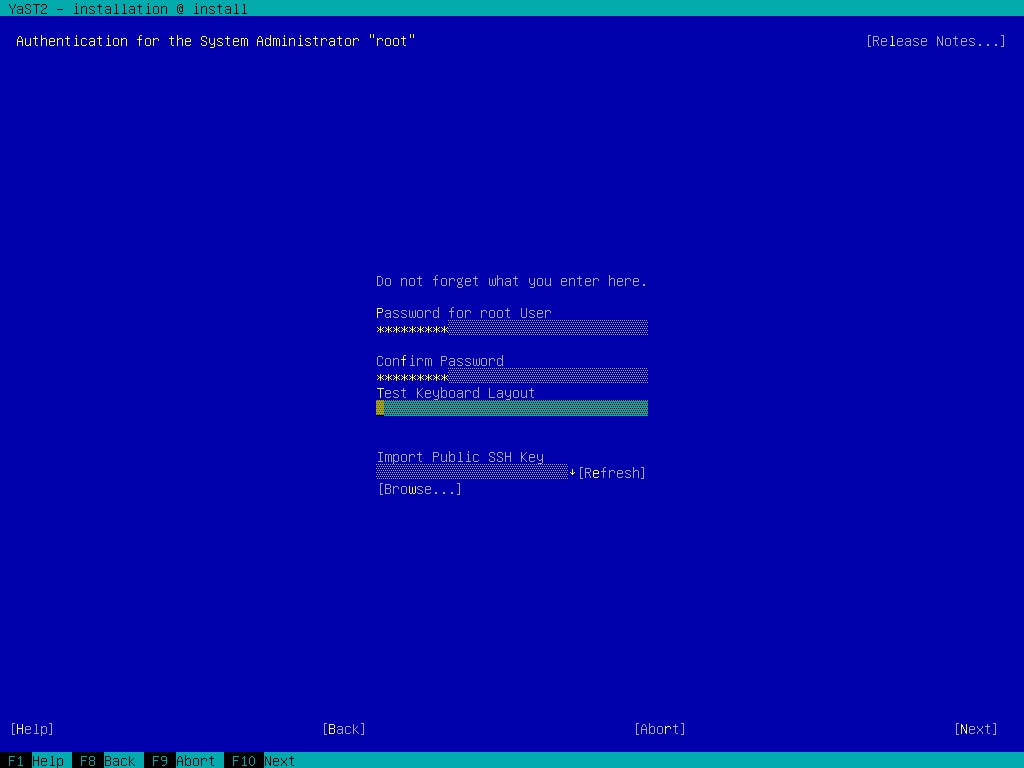 YaST2 - installation @ install
Authentication for the System Administrator "root" [Release Notes...]
Do not forget what you enter here.
Password for root User
*********
Confirm Password
*********
Test Keyboard Layout
Import Public SSH Key
↓[Refresh]
[Browse...]
[Help] [Back] [Abort] [Next]
F1 Help F8 Back F9 Abort F10 Next